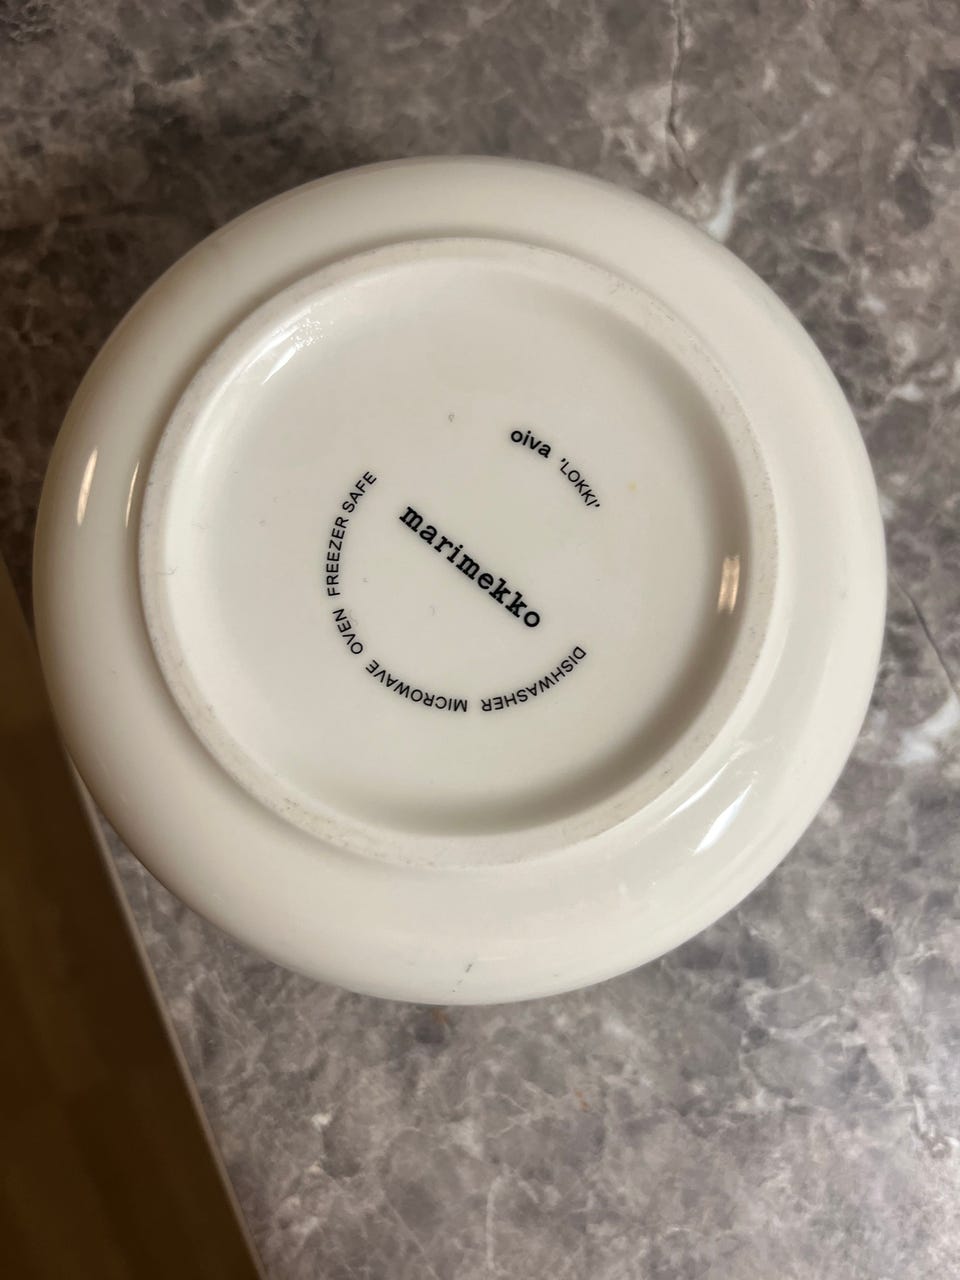 oiva 'LOKKI'
marimekko
DISHWASHER MICROWAVE OVEN FREEZER SAFE